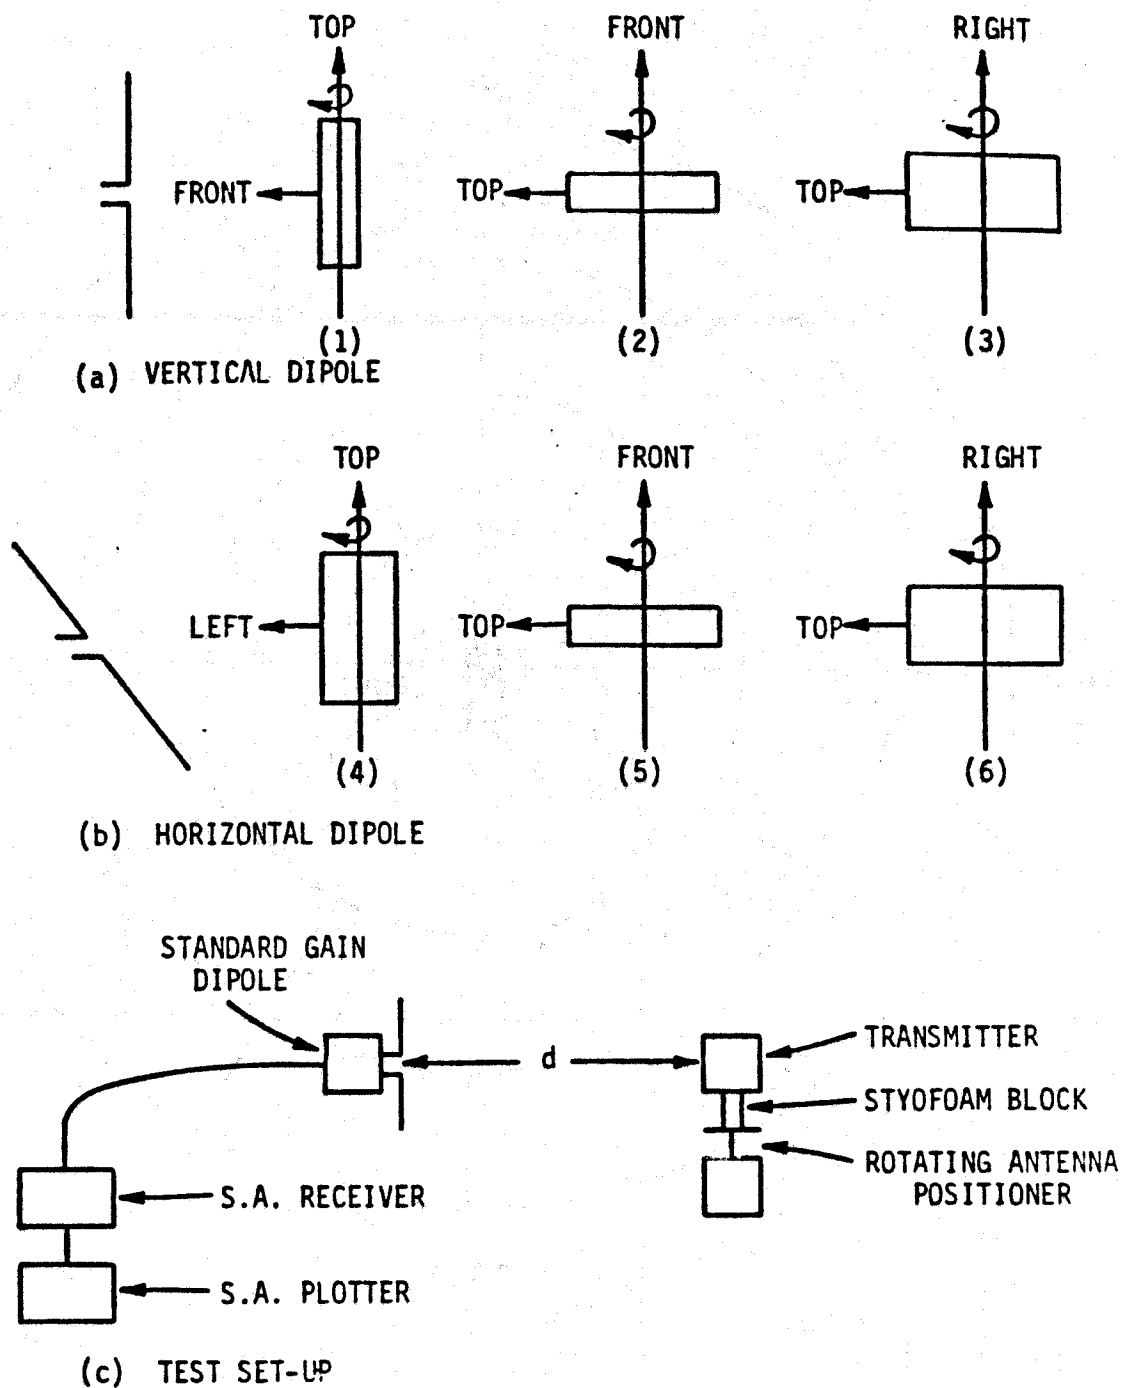 TOP
FRONT
RIGHT
FRONT
TOP
TOP
(1)
(2)
(3)
(a) VERTICAL DIPOLE
TOP
FRONT
RIGHT
LEFT
TOP
TOP
(4)
(5)
(6)
(b) HORIZONTAL DIPOLE
STANDARD GAIN
DIPOLE
d
TRANSMITTER
STYOFOAM BLOCK
ROTATING ANTENNA
POSITIONER
S.A. RECEIVER
S.A. PLOTTER
(c) TEST SET-UP